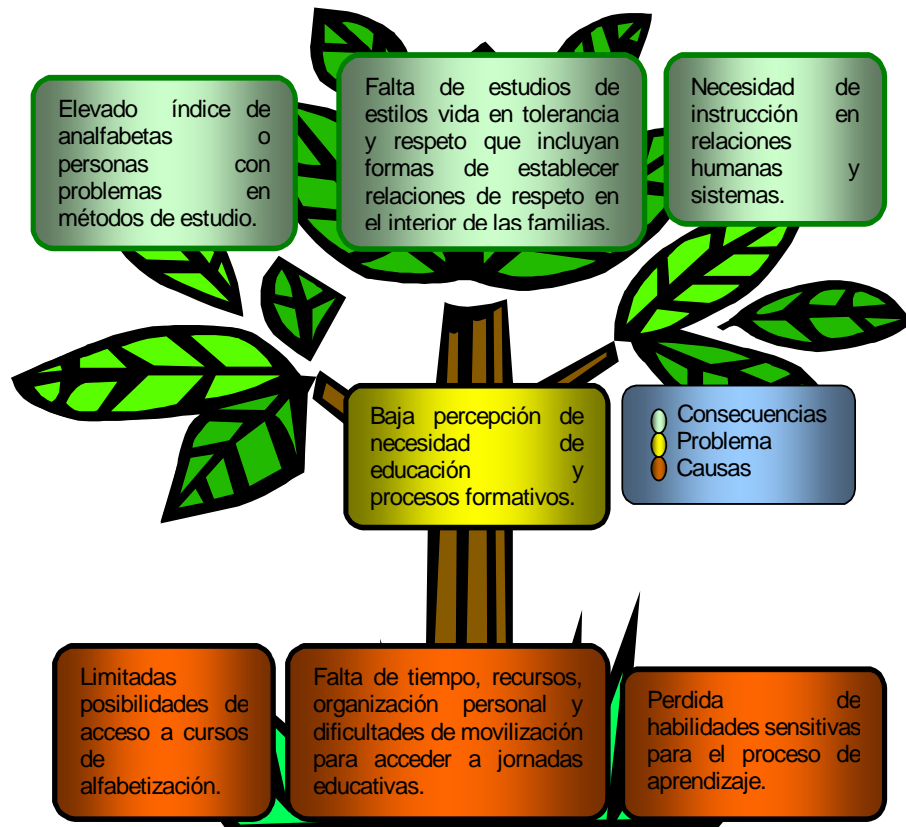 Elevado índice de
analfabetas o
personas con
problemas en
métodos de estudio.
Falta de estudios de
estilos vida en tolerancia
y respeto que incluyan
formas de establecer
relaciones de respeto en
el interior de las familias.
Necesidad de
instrucción en
relaciones
humanas y
sistemas.
Baja percepción de
necesidad de
educación y
procesos formativos.
Consecuencias
Problema
Causas
Limitadas
posibilidades de
acceso a cursos
de
alfabetización.
Falta de tiempo, recursos,
organización personal y
dificultades de movilización
para acceder a jornadas
educativas.
Perdida de
habilidades sensitivas
para el proceso de
aprendizaje.